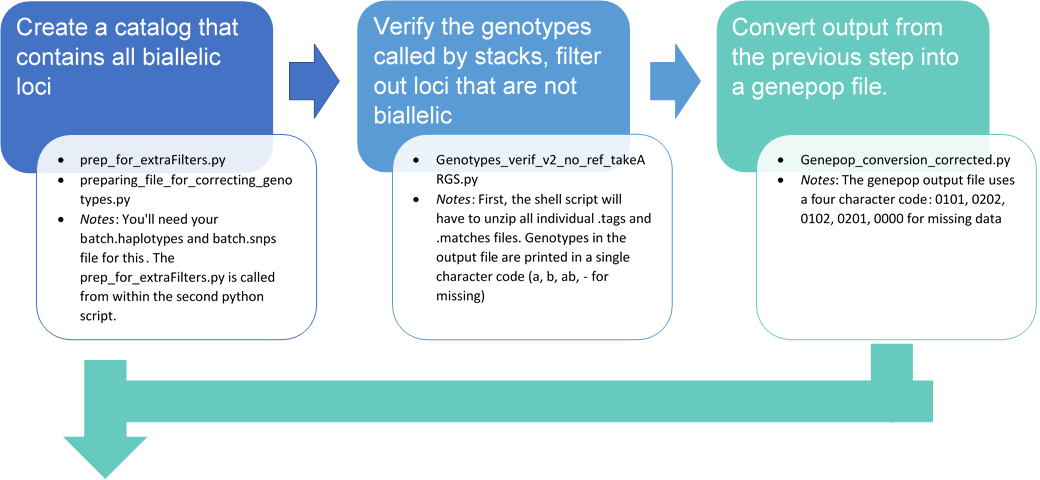 Create a catalog that
contains all biallelic
loci
• prep_for_extraFilters.py
• preparing_file_for_correcting_geno
types.py
• Notes: You'll need your
batch.haplotypes and batch.snps
file for this. The
prep_for_extraFilters.py is called
from within the second python
script.
Verify the genotypes
called by stacks, filter
out loci that are not
biallelic
• Genotypes_verif_v2_no_ref_takeA
RGS.py
• Notes: First, the shell script will
have to unzip all individual .tags and
.matches files. Genotypes in the
output file are printed in a single
character code (a, b, ab, - for
missing)
Convert output from
the previous step into
a genepop file.
• Genepop_conversion_corrected.py
• Notes: The genepop output file uses
a four character code: 0101, 0202,
0102, 0201, 0000 for missing data